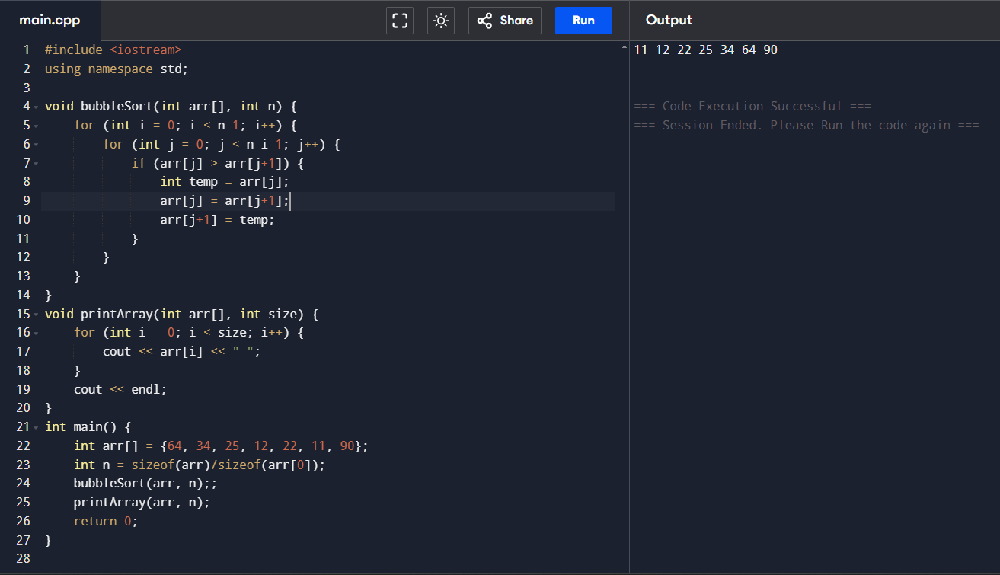 main.cpp
Share
Run
Output
1 #include <iostream>
2 using namespace std;
3
4 void bubbleSort(int arr[], int n) {
5     for (int i = 0; i < n-1; i++) {
6         for (int j = 0; j < n-i-1; j++) {
7             if (arr[j] > arr[j+1]) {
8                 int temp = arr[j];
9                 arr[j] = arr[j+1];
10                 arr[j+1] = temp;
11             }
12         }
13     }
14 }
15 void printArray(int arr[], int size) {
16     for (int i = 0; i < size; i++) {
17         cout << arr[i] << " ";
18     }
19     cout << endl;
20 }
21 int main() {
22     int arr[] = {64, 34, 25, 12, 22, 11, 90};
23     int n = sizeof(arr)/sizeof(arr[0]);
24     bubbleSort(arr, n);;
25     printArray(arr, n);
26     return 0;
27 }
28
11 12 22 25 34 64 90
=== Code Execution Successful ===
=== Session Ended. Please Run the code again ===